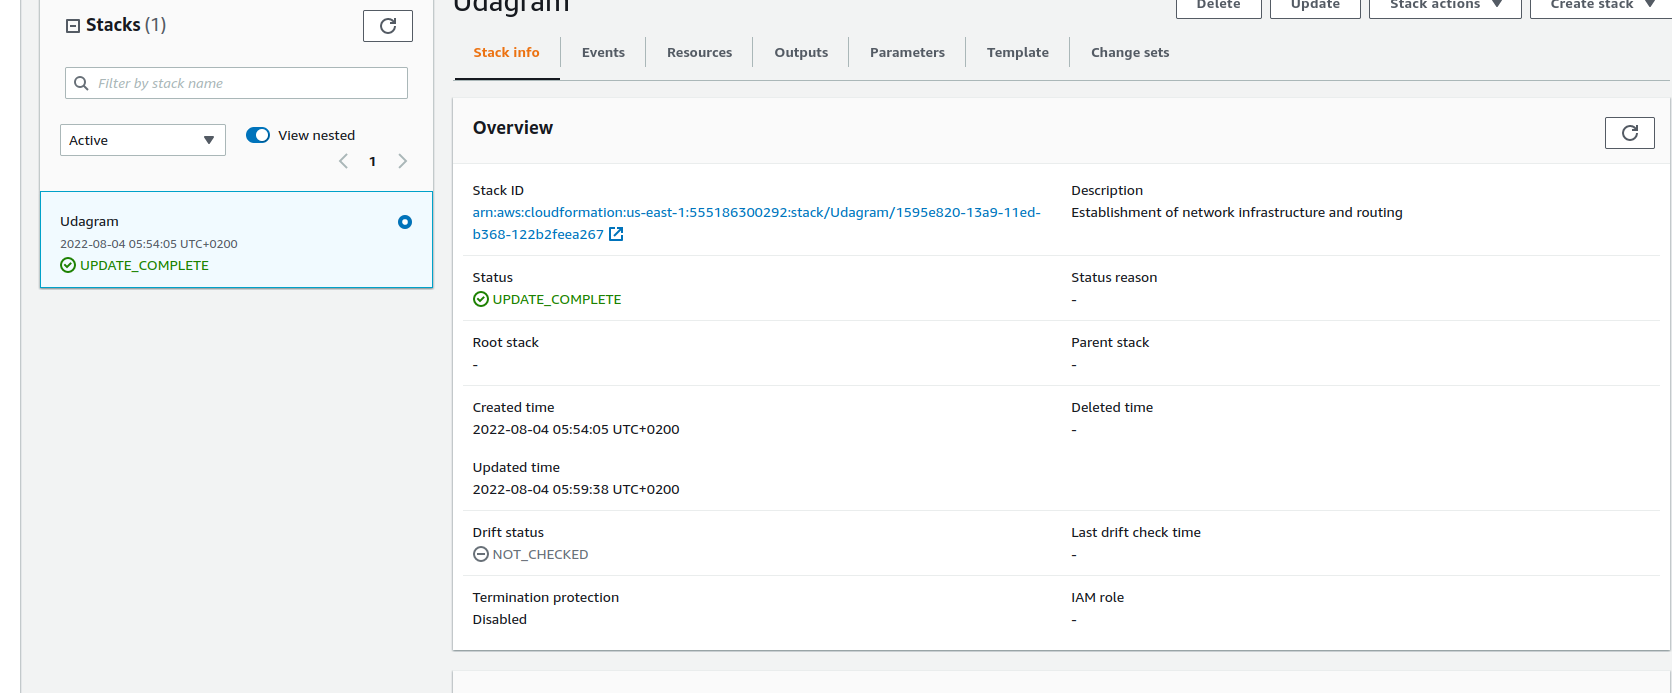 Udagram
Delete
Update
Stack actions
Create stack
Stacks (1)
Filter by stack name
Active
View nested
1
Udagram
2022-08-04 05:54:05 UTC+0200
UPDATE_COMPLETE
Stack info
Events
Resources
Outputs
Parameters
Template
Change sets
Overview
Stack ID
arn:aws:cloudformation:us-east-1:555186300292:stack/Udagram/1595e820-13a9-11ed-
b368-122b2feea267
Description
Establishment of network infrastructure and routing
Status
UPDATE_COMPLETE
Status reason
-
Root stack
-
Parent stack
-
Created time
2022-08-04 05:54:05 UTC+0200
Deleted time
-
Updated time
2022-08-04 05:59:38 UTC+0200
Drift status
NOT_CHECKED
Last drift check time
-
Termination protection
Disabled
IAM role
-